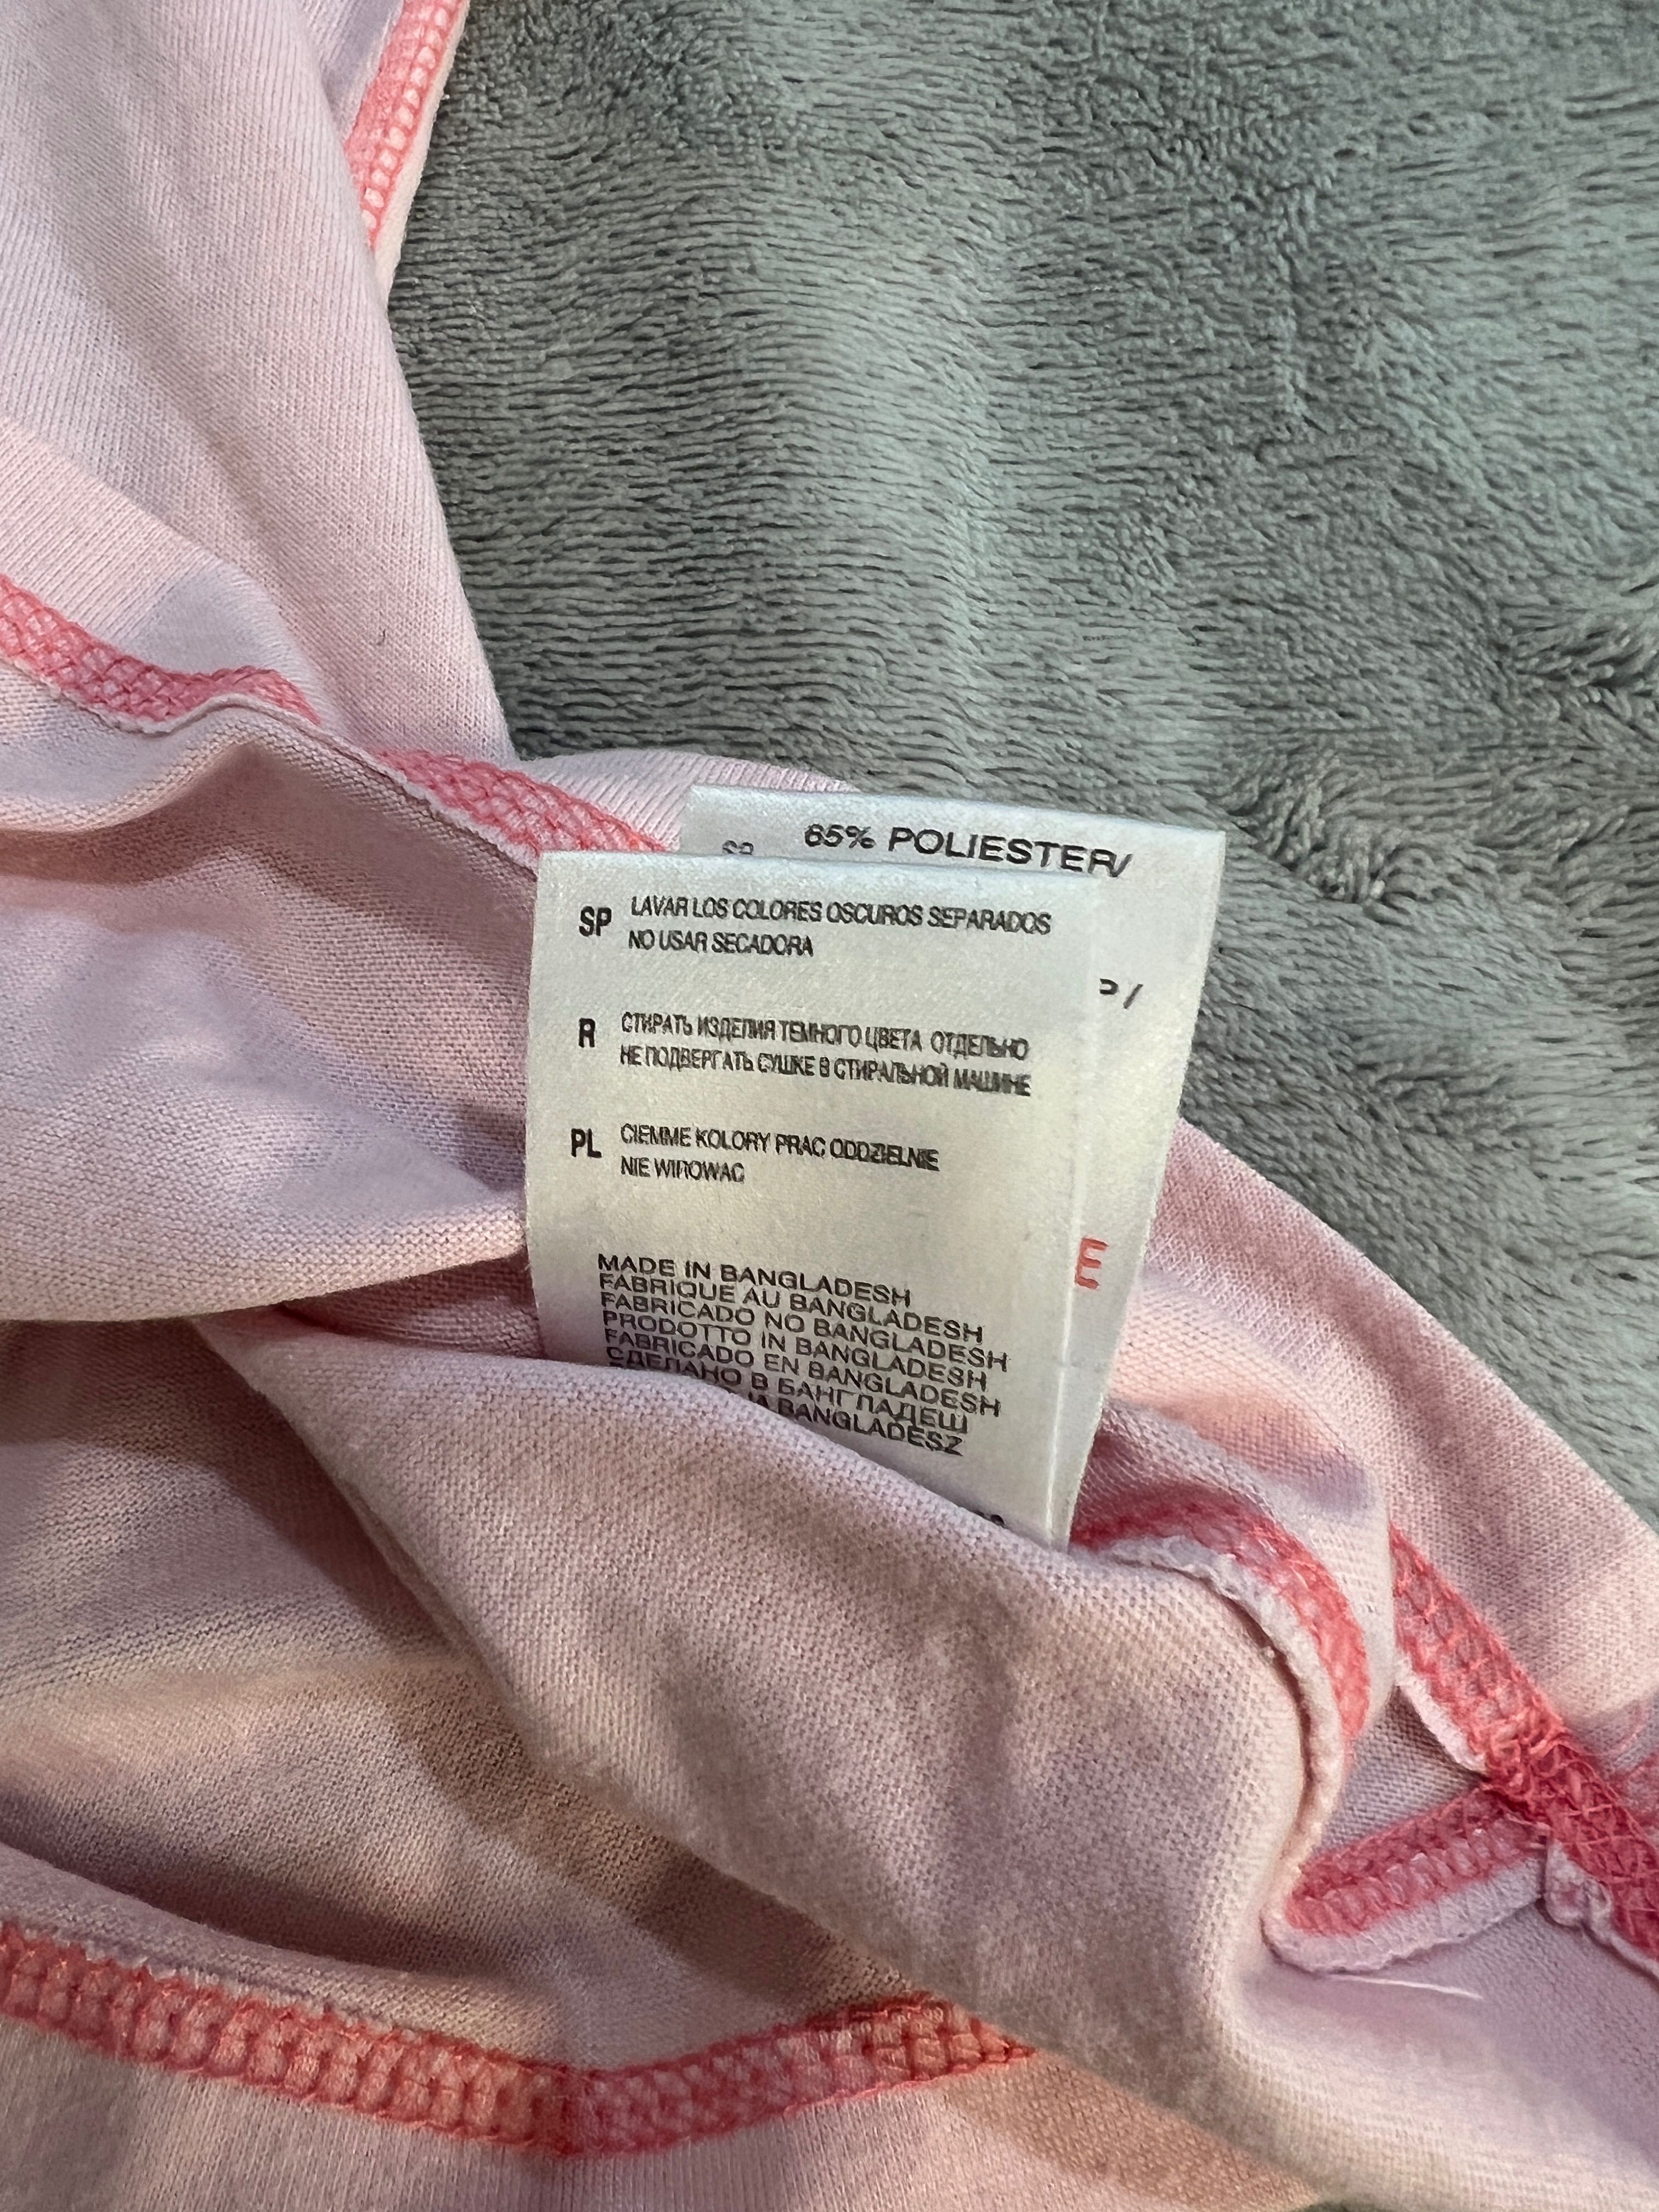 65% POLIESTER/
SP LAVAR LOS COLORES OSCUROS SEPARADOS
NO USAR SECADORA
R СТИРАТЬ ИЗДЕЛИЯ ТЕМНОГО ЦВЕТА ОТДЕЛЬНО
НЕ ПОДВЕРГАТЬ СУШКЕ В СТИРАЛЬНОЙ МАШИНЕ
PL CIEMME KOLORY PRAC ODDZIELNIE
NIE WIROWAC
E
MADE IN BANGLADESH
FABRIQUE AU BANGLADESH
FABRICADO NO BANGLADESH
PRODOTTO IN BANGLADESH
FABRICADO EN BANGLADESH
СДЕЛАНО В БАНГЛАДЕШ
BANGLADESZ